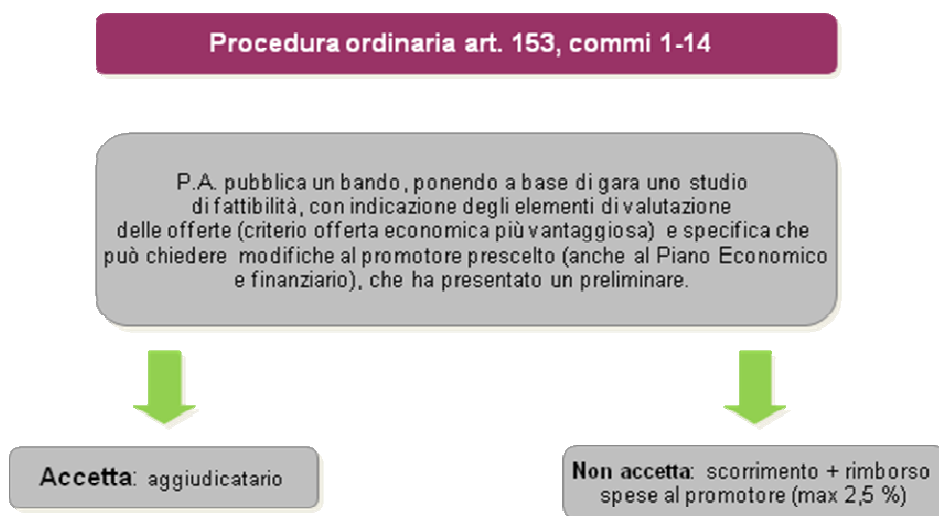 Procedura ordinaria art. 153, commi 1-14
P.A. pubblica un bando, ponendo a base di gara uno studio
di fattibilità, con indicazione degli elementi di valutazione
delle offerte (criterio offerta economica più vantaggiosa) e specifica che
può chiedere modifiche al promotore prescelto (anche al Piano Economico
e finanziario), che ha presentato un preliminare.
Accetta: aggiudicatario
Non accetta: scorrimento + rimborso
spese al promotore (max 2,5 %)